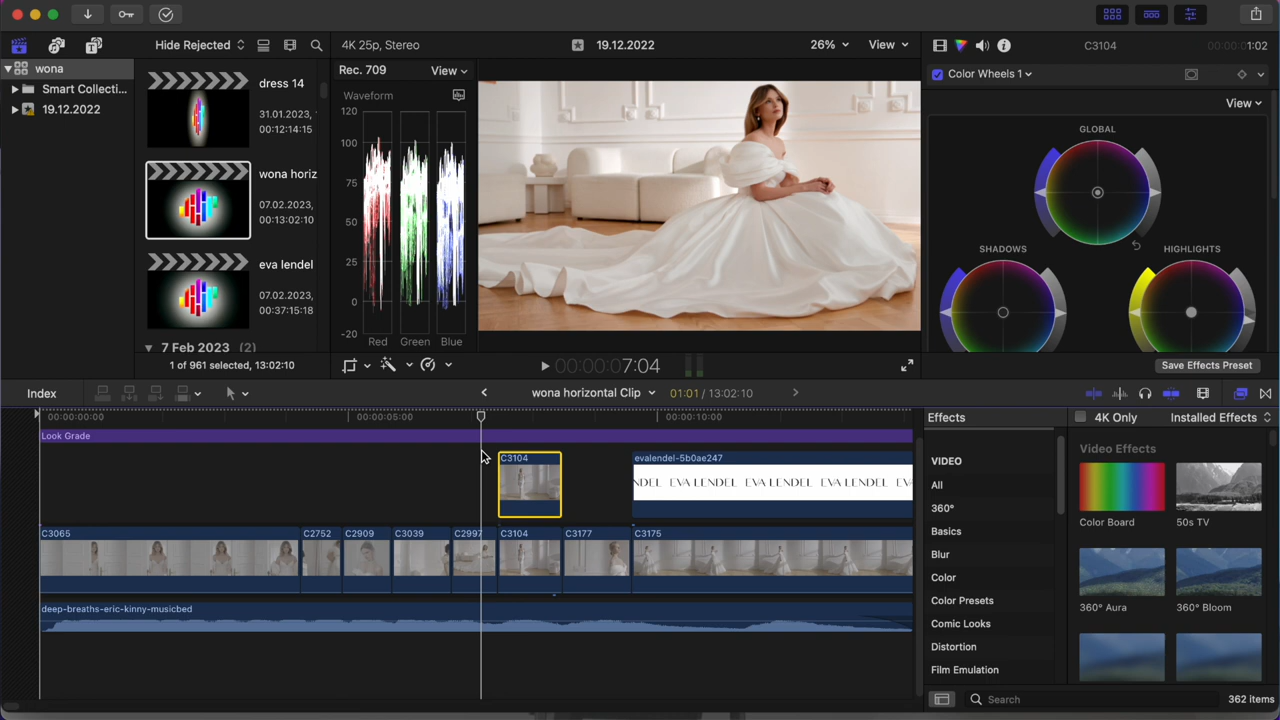 Hide Rejected
4K 25p, Stereo
19.12.2022
26%
View
C3104
00:00:01:02
wona
Smart Collecti...
19.12.2022
dress 14
31.01.2023,
00:12:14:15
wona horiz
07.02.2023,
00:13:02:10
eva lendel
07.02.2023,
00:37:15:18
7 Feb 2023 (2)
1 of 961 selected, 13:02:10
Rec. 709
View
Waveform
120
100
75
50
25
0
-20
Red
Green
Blue
00:00:00:07:04
Color Wheels 1
View
GLOBAL
SHADOWS
HIGHLIGHTS
Save Effects Preset
Index
wona horizontal Clip
01:01 / 13:02:10
00:00:00:00
00:00:05:00
00:00:10:00
Look Grade
C3104
evalendel-5b0ae247
NDEL EVA LENDEL EVA LENDEL EVA LENDEL EV
C3065
C2752
C2909
C3039
C2997
C3104
C3177
C3175
deep-breaths-eric-kinny-musicbed
Effects
4K Only
Installed Effects
VIDEO
All
360°
Basics
Blur
Color
Color Presets
Comic Looks
Distortion
Film Emulation
Video Effects
Color Board
50s TV
360° Aura
360° Bloom
Search
362 items